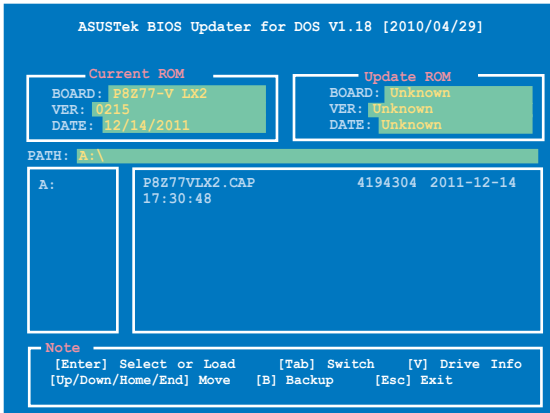 ASUSTek BIOS Updater for DOS V1.18 [2010/04/29]
Current ROM
BOARD: P8Z77-V LX2
VER: 0215
DATE: 12/14/2011
Update ROM
BOARD: Unknown
VER: Unknown
DATE: Unknown
PATH: A:\
A:
P8Z77VLX2.CAP 4194304 2011-12-14
17:30:48
Note
[Enter] Select or Load [Tab] Switch [V] Drive Info
[Up/Down/Home/End] Move [B] Backup [Esc] Exit